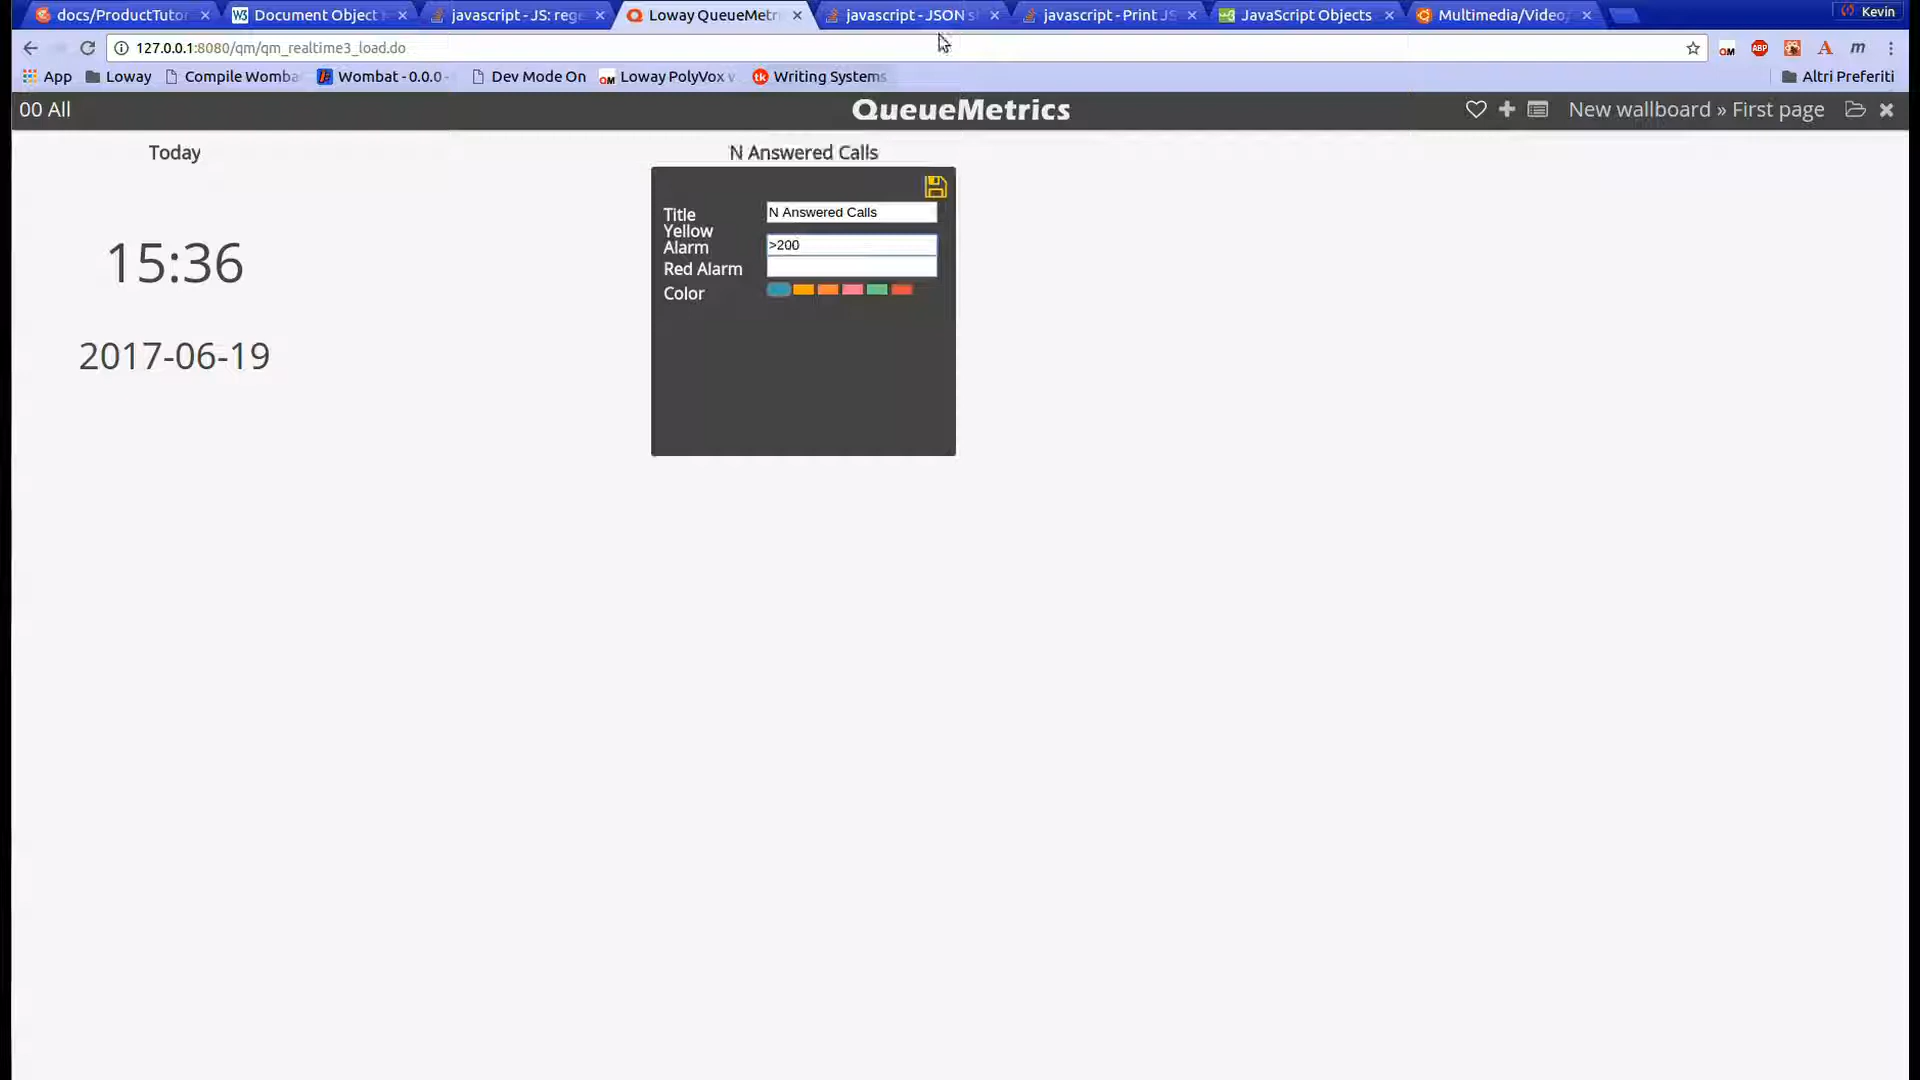 docs/ProductTutor
Document Object
javascript - JS: rege
Loway QueueMetri
javascript - JSON s
javascript - Print JS
JavaScript Objects
Multimedia/Video
Kevin
127.0.0.1:8080/qm/qm_realtime3_load.do
App
Loway
Compile Womba
Wombat - 0.0.0 -
Dev Mode On
Loway PolyVox v
Writing Systems
Altri Preferiti
00 All
QueueMetrics
New wallboard » First page
Today
15:36
2017-06-19
N Answered Calls
Title
N Answered Calls
Yellow
Alarm
>200
Red Alarm
Color